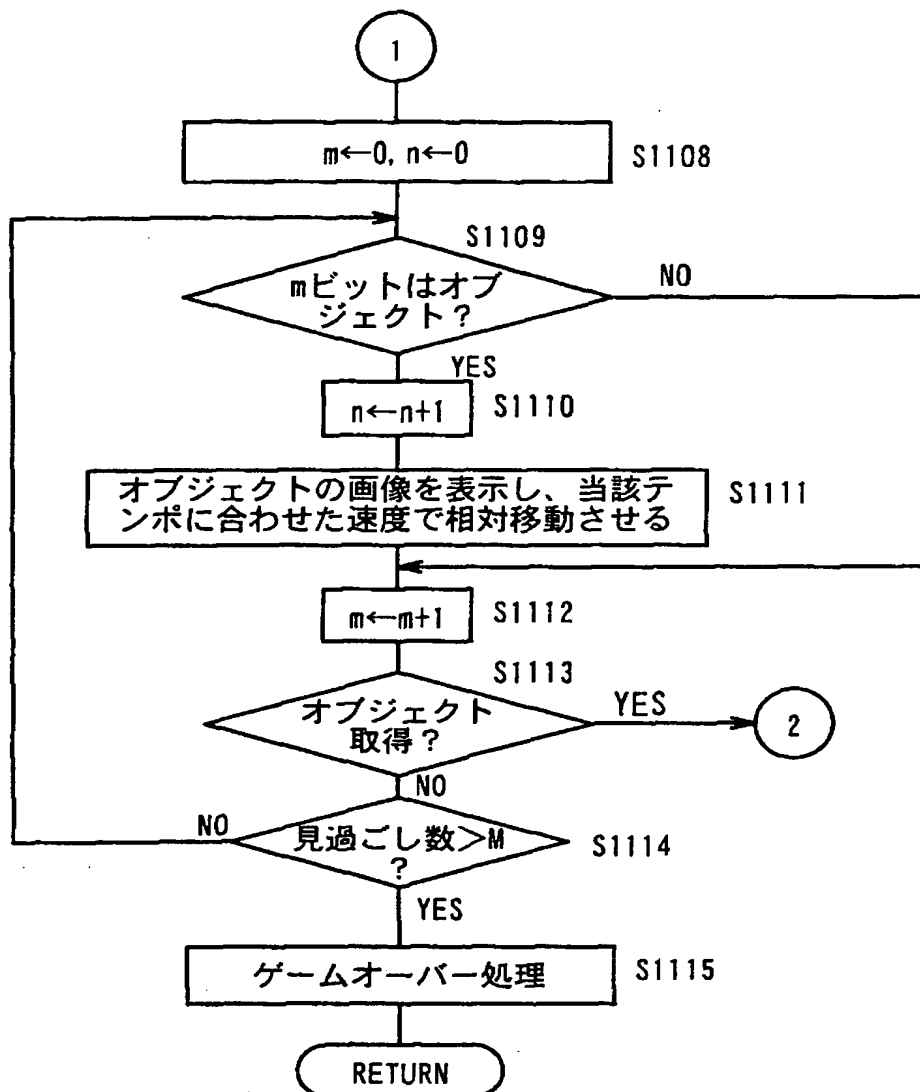 1
m←0, n←0
S1108
S1109
mビットはオブ
ジェクト?
NO
YES
n←n+1
S1110
オブジェクトの画像を表示し、当該テ
ンポに合わせた速度で相対移動させる
S1111
m←m+1
S1112
S1113
オブジェクト
取得?
YES
2
NO
NO
見過ごし数>M
?
S1114
YES
ゲームオーバー処理
S1115
RETURN